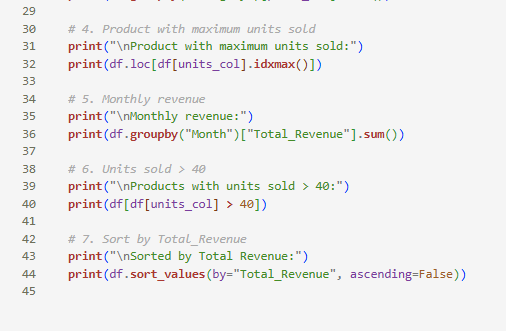 29
30 # 4. Product with maximum units sold
31 print("\nProduct with maximum units sold:")
32 print(df.loc[df[units_col].idxmax()])
33
34 # 5. Monthly revenue
35 print("\nMonthly revenue:")
36 print(df.groupby("Month")["Total_Revenue"].sum())
37
38 # 6. Units sold > 40
39 print("\nProducts with units sold > 40:")
40 print(df[df[units_col] > 40])
41
42 # 7. Sort by Total_Revenue
43 print("\nSorted by Total Revenue:")
44 print(df.sort_values(by="Total_Revenue", ascending=False))
45